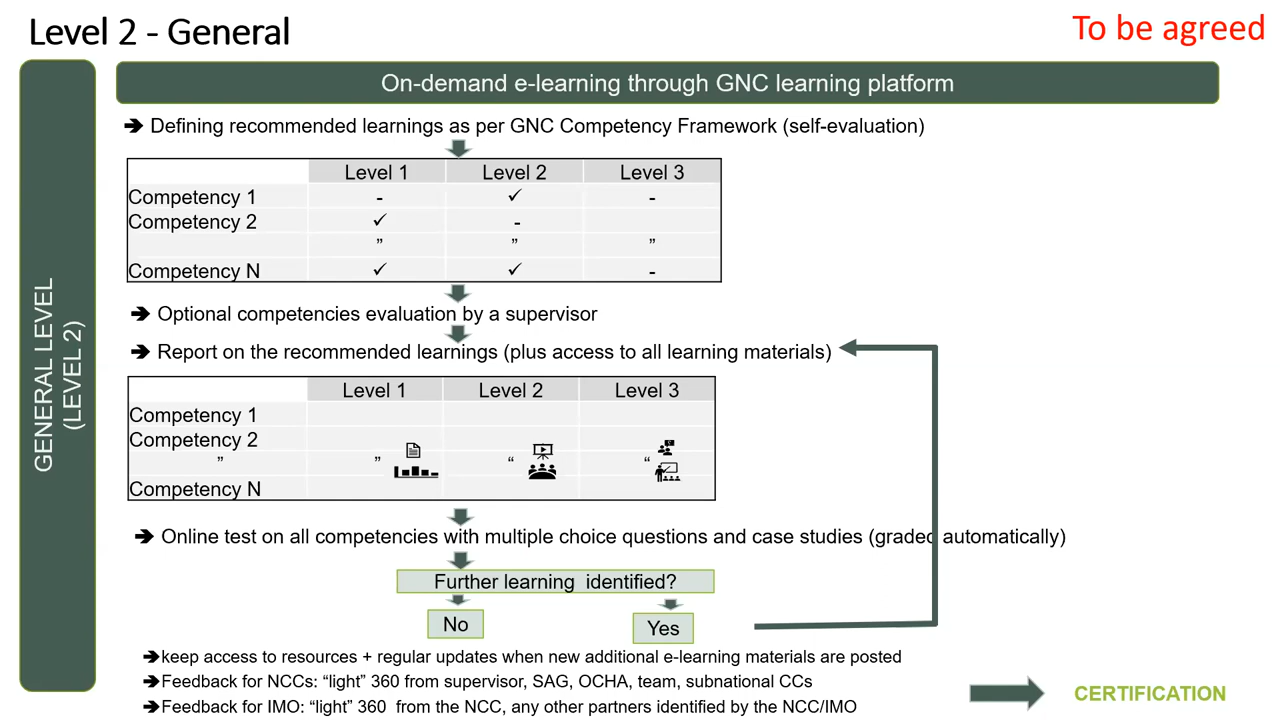 Level 2 - General
To be agreed
GENERAL LEVEL
(LEVEL 2)
On-demand e-learning through GNC learning platform
➔ Defining recommended learnings as per GNC Competency Framework (self-evaluation)
Level 1 Level 2 Level 3
Competency 1 - ✓ -
Competency 2 ✓ -
” ” ”
Competency N ✓ ✓ -
➔ Optional competencies evaluation by a supervisor
➔ Report on the recommended learnings (plus access to all learning materials)
Level 1 Level 2 Level 3
Competency 1
Competency 2
” ” “ “
Competency N
➔ Online test on all competencies with multiple choice questions and case studies (graded automatically)
Further learning identified?
No Yes
➔keep access to resources + regular updates when new additional e-learning materials are posted
➔Feedback for NCCs: “light” 360 from supervisor, SAG, OCHA, team, subnational CCs
➔Feedback for IMO: “light” 360 from the NCC, any other partners identified by the NCC/IMO
CERTIFICATION